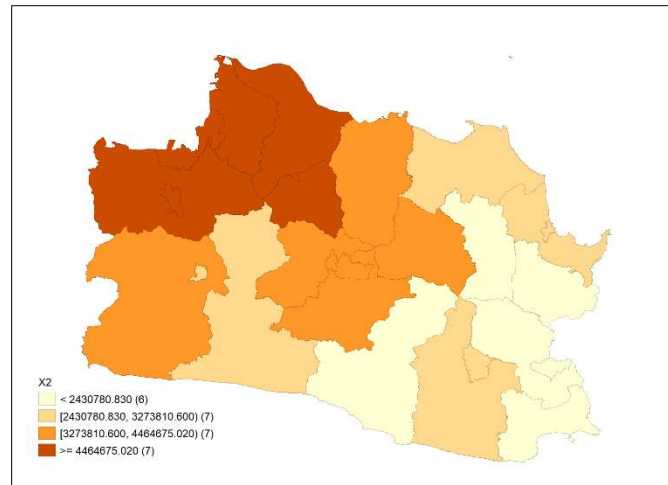 X2
< 2430780.830 (6)
[2430780.830, 3273810.600) (7)
[3273810.600, 4464675.020) (7)
>= 4464675.020 (7)